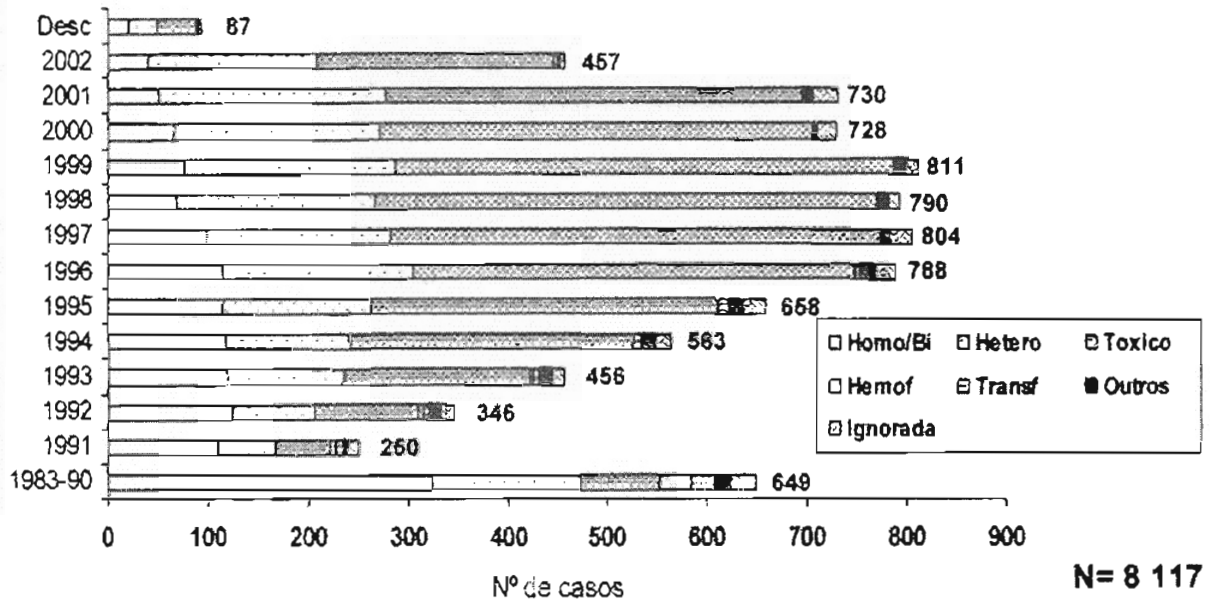 Desc 87
2002 457
2001 730
2000 728
1999 811
1998 790
1997 804
1996 788
1995 658
1994 563
1993 456
1992 346
1991 250
1983-90 649
0 100 200 300 400 500 600 700 800 900
Nº de casos
Homo/Bi Hetero Toxico
Hemof Transf Outros
Ignorada
N= 8 117